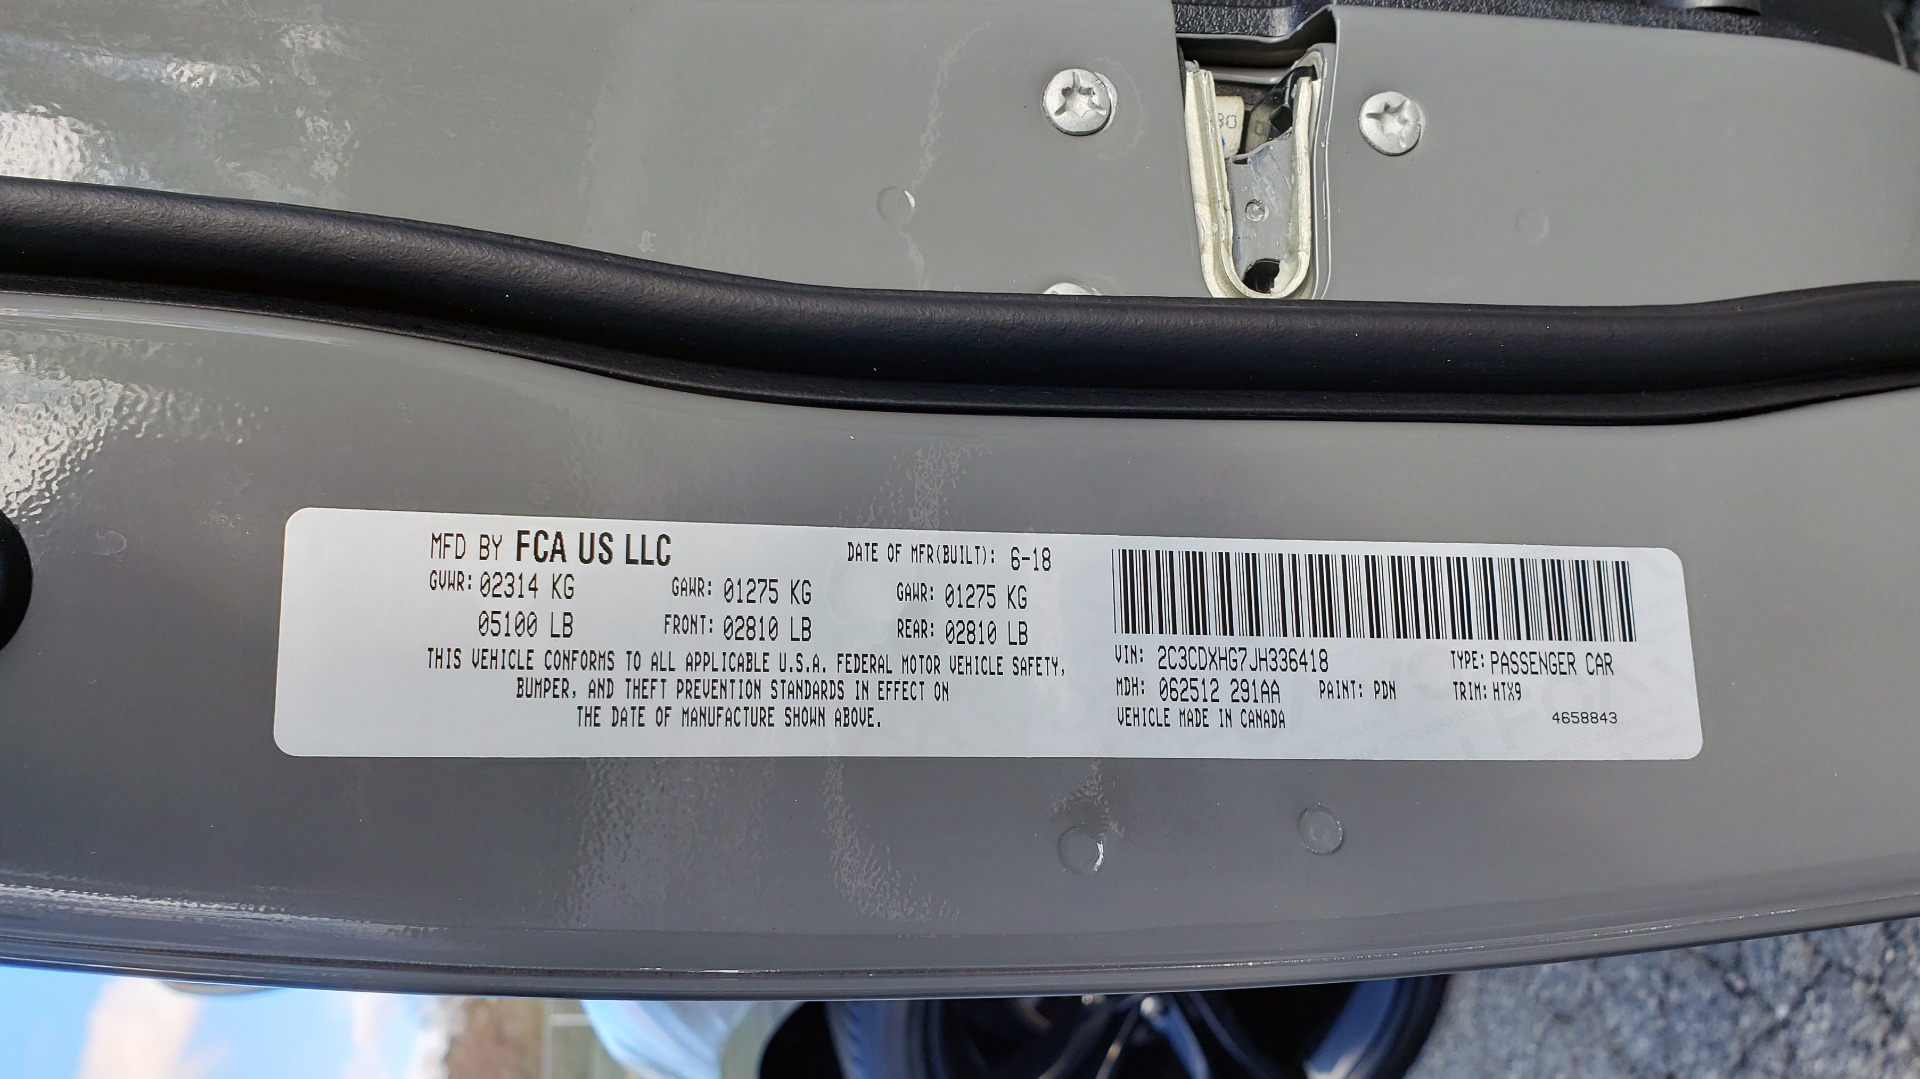 MFD BY FCA US LLC DATE OF MFR(BUILT): 6-18
GVWR: 02314 KG GAWR: 01275 KG GAWR: 01275 KG
05100 LB FRONT: 02810 LB REAR: 02810 LB
THIS VEHICLE CONFORMS TO ALL APPLICABLE U.S.A. FEDERAL MOTOR VEHICLE SAFETY,
BUMPER, AND THEFT PREVENTION STANDARDS IN EFFECT ON
THE DATE OF MANUFACTURE SHOWN ABOVE.
VIN: 2C3CDXHG7JH336418 TYPE: PASSENGER CAR
MDH: 062512 291AA PAINT: PDN TRIM: HTX9
VEHICLE MADE IN CANADA 4658843